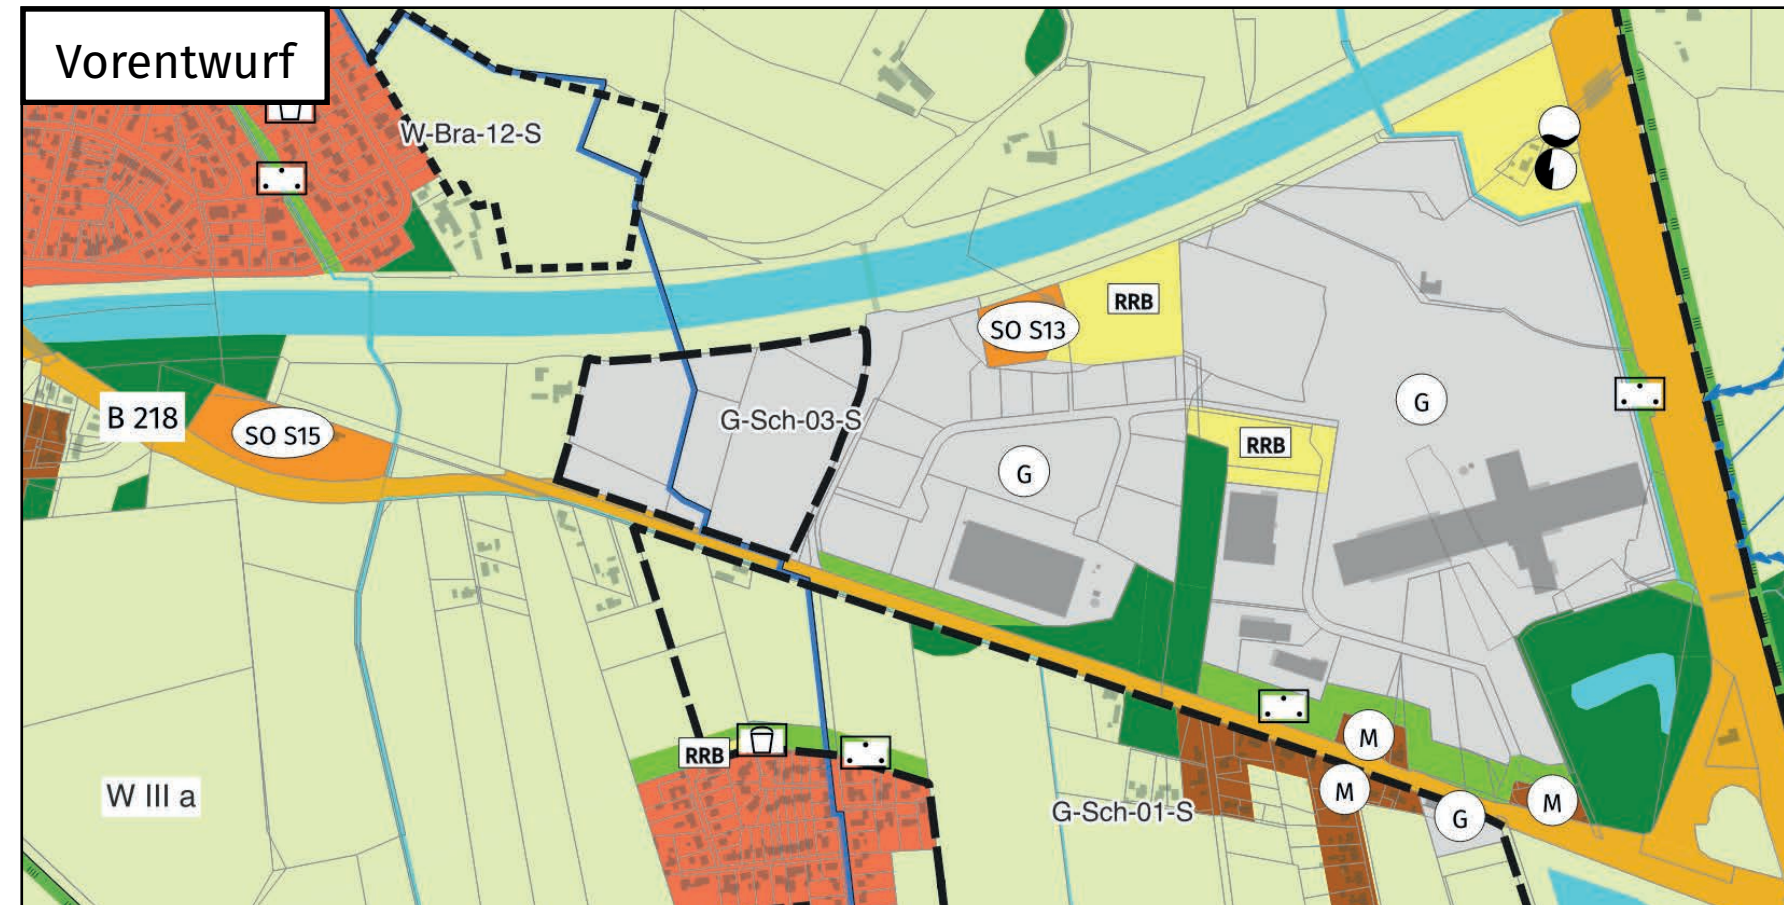 Vorentwurf
W-Bra-12-S
RRB
SO S13
B 218
SO S15
G-Sch-03-S
G
RRB
G
M
RRB
W III a
M
M
G-Sch-01-S
G